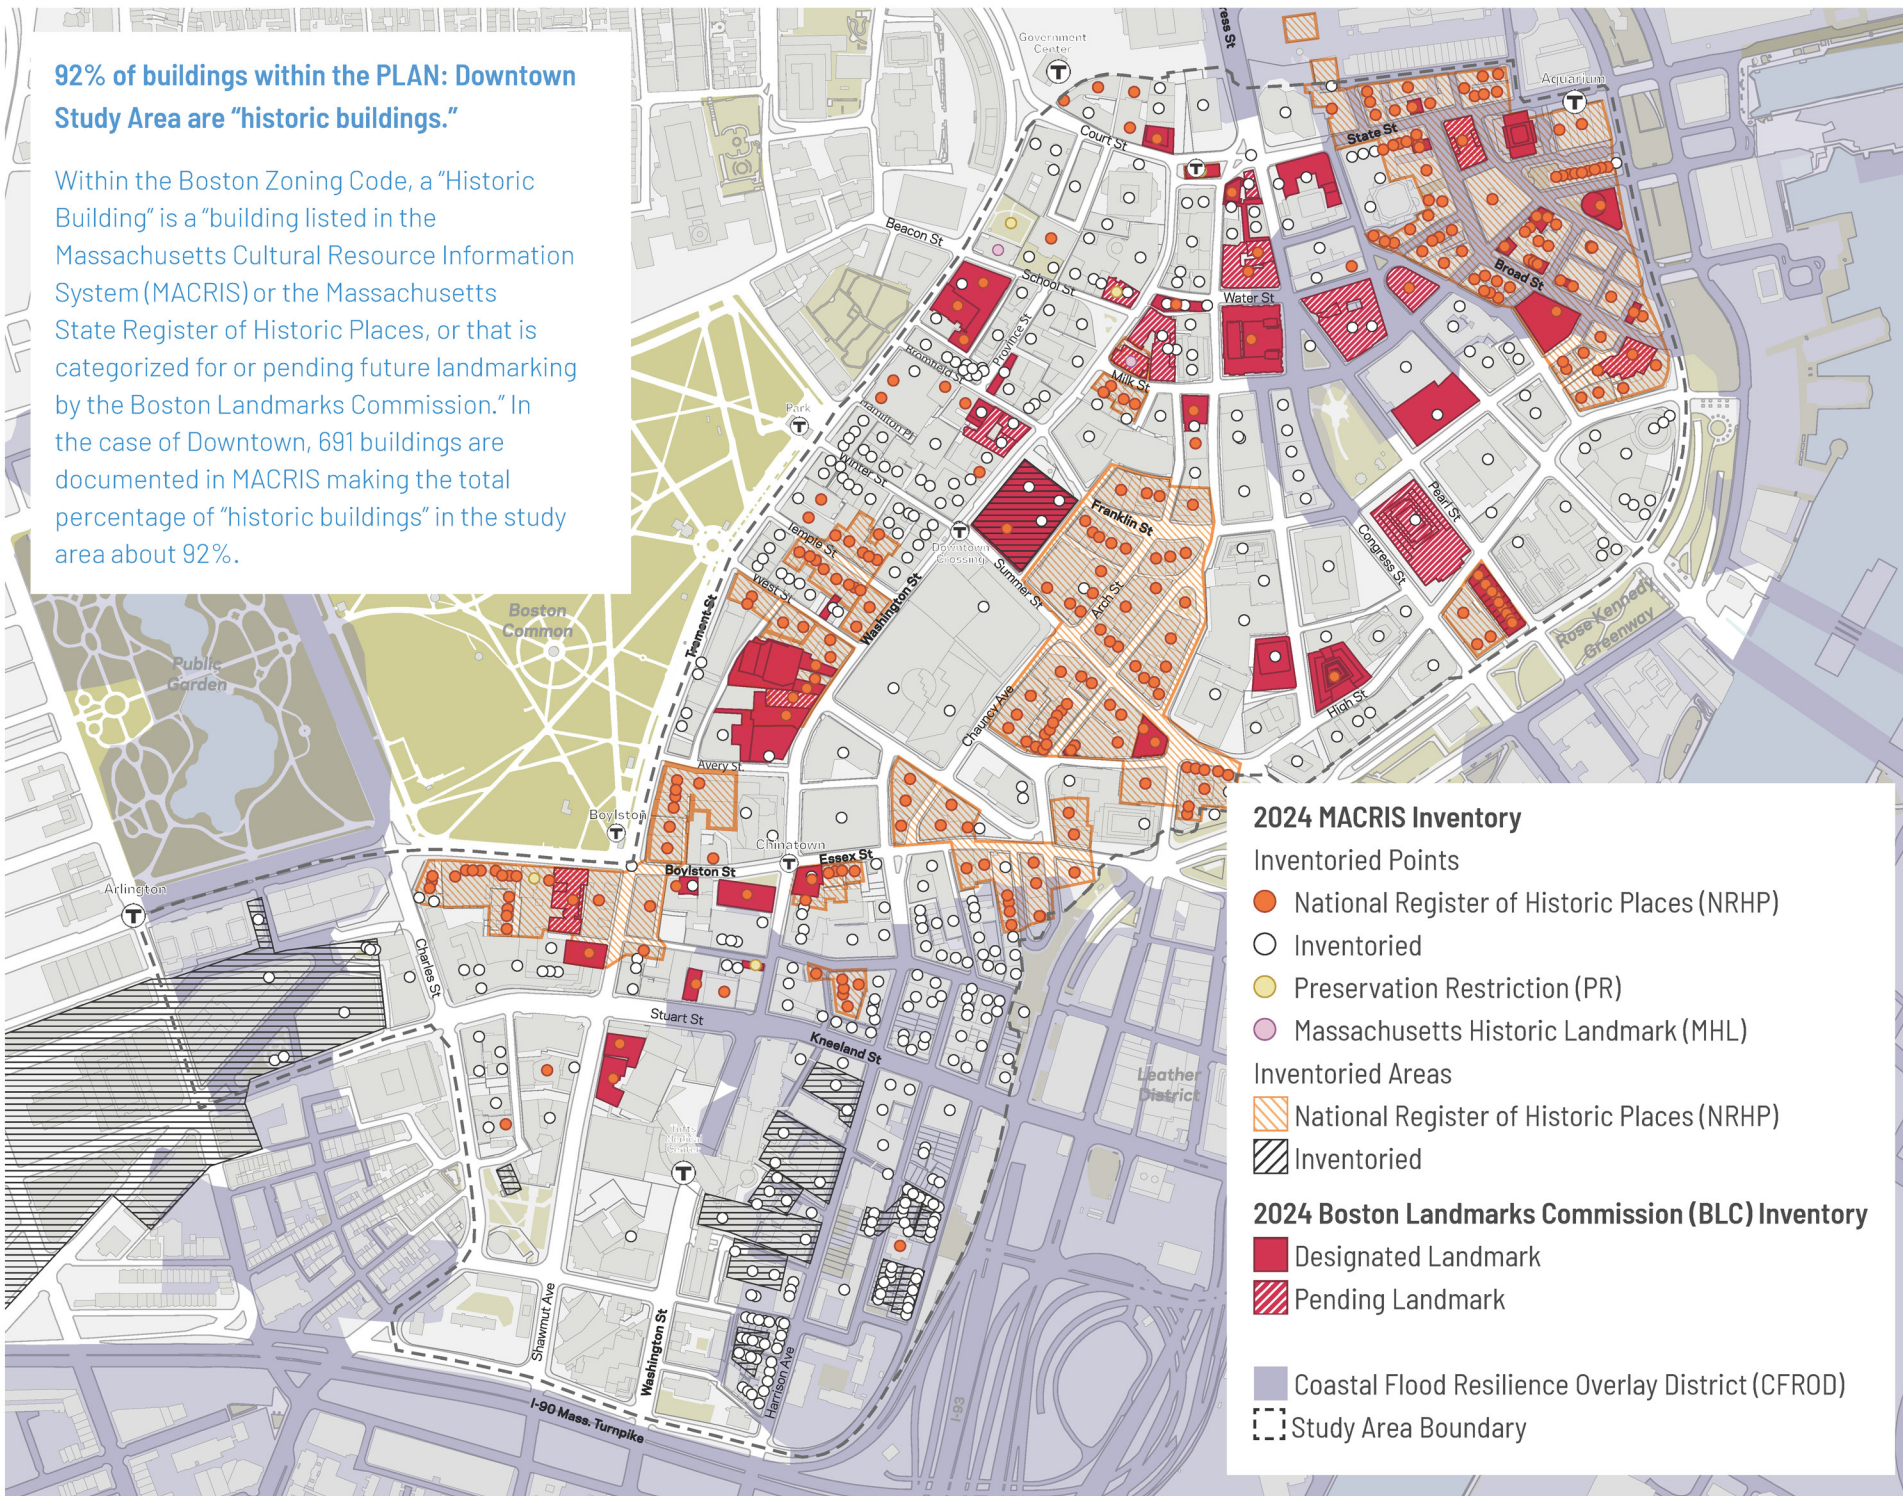 92% of buildings within the PLAN: Downtown
Study Area are “historic buildings.”
Within the Boston Zoning Code, a “Historic
Building” is a “building listed in the
Massachusetts Cultural Resource Information
System (MACRIS) or the Massachusetts
State Register of Historic Places, or that is
categorized for or pending future landmarking
by the Boston Landmarks Commission.” In
the case of Downtown, 691 buildings are
documented in MACRIS making the total
percentage of “historic buildings” in the study
area about 92%.
Government
Center
T
ress St
Aquarium
T
Court St
State St
T
Beacon St
School St
Broad St
Water St
Province St
Bromfield St
Milk St
Park
T
Hamilton Pl
Winter St
Franklin St
Pearl St
Temple St
Downtown
Crossing
T
Congress St
Summer St
West St
Arch St
Washington St
Tremont St
Boston
Common
Rose Kennedy
Greenway
Public
Garden
High St
Chauncy Ave
Avery St.
Boylston
T
Chinatown
T
Essex St
Boylston St
Arlington
T
Charles St
Stuart St
Kneeland St
Leather
District
Tufts
Medical
Center
T
Shawmut Ave
Washington St
Harrison Ave
I-93
I-90 Mass. Turnpike
2024 MACRIS Inventory
Inventoried Points
National Register of Historic Places (NRHP)
Inventoried
Preservation Restriction (PR)
Massachusetts Historic Landmark (MHL)
Inventoried Areas
National Register of Historic Places (NRHP)
Inventoried
2024 Boston Landmarks Commission (BLC) Inventory
Designated Landmark
Pending Landmark
Coastal Flood Resilience Overlay District (CFROD)
Study Area Boundary